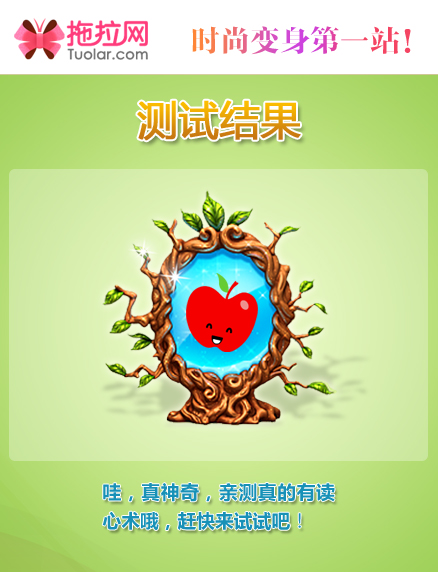 拖拉网
Tuolar.com
时尚变身第一站!
测试结果
哇，真神奇，亲测真的有读
心术哦，赶快来试试吧！